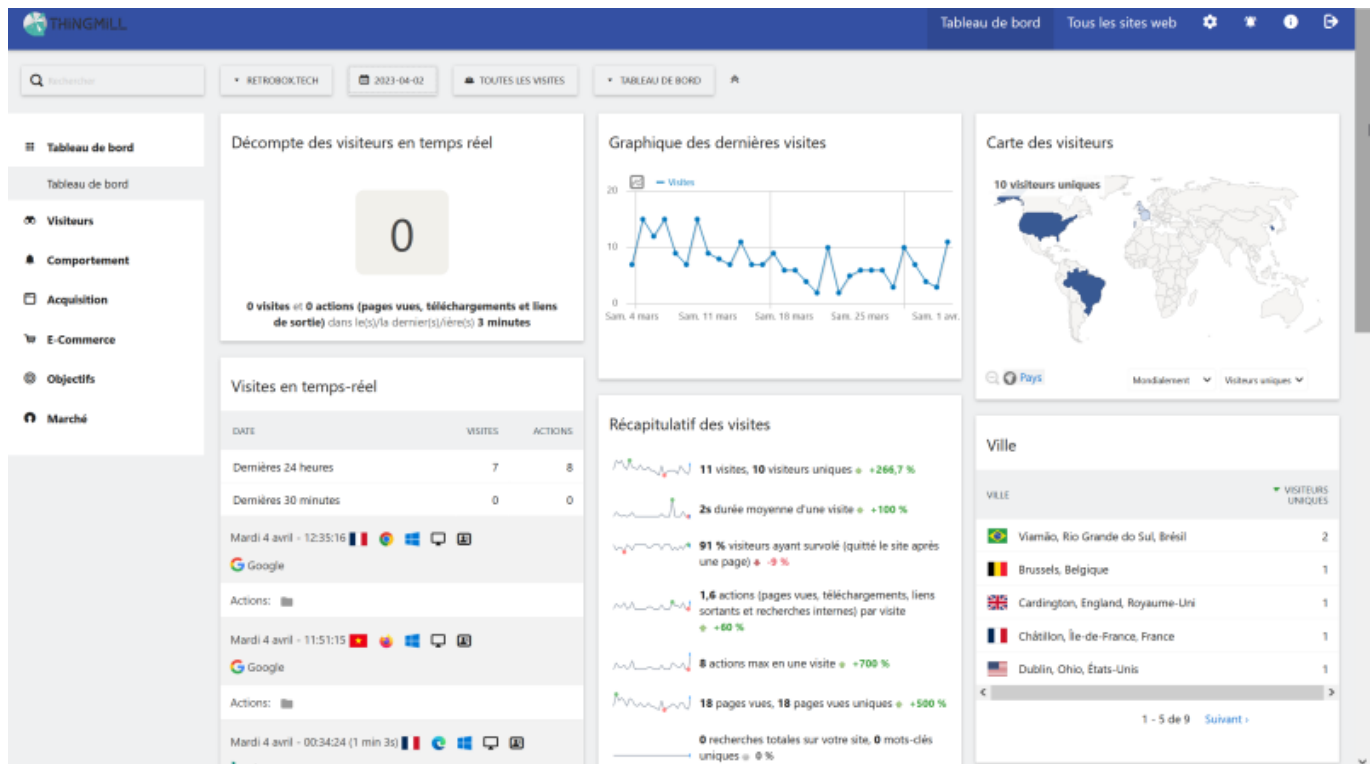 THINGMILL
Tableau de bord
Tous les sites web
Rechercher
RETROBOX.TECH
2023-04-02
TOUTES LES VISITES
TABLEAU DE BORD
Tableau de bord
Tableau de bord
Visiteurs
Comportement
Acquisition
E-Commerce
Objectifs
Marché
Décompte des visiteurs en temps réel
0
0 visites et 0 actions (pages vues, téléchargements et liens
de sortie) dans le(s)/la dernier(s)/ière(s) 3 minutes
Visites en temps-réel
DATE VISITES ACTIONS
Dernières 24 heures 7 8
Dernières 30 minutes 0 0
Mardi 4 avril - 12:35:16
Google
Actions:
Mardi 4 avril - 11:51:15
Google
Actions:
Mardi 4 avril - 00:34:24 (1 min 3s)
Graphique des dernières visites
Visites
20
10
0
Sam. 4 mars Sam. 11 mars Sam. 18 mars Sam. 25 mars Sam. 1 avr.
Récapitulatif des visites
11 visites, 10 visiteurs uniques +266,7 %
2s durée moyenne d'une visite +100 %
91 % visiteurs ayant survolé (quitté le site après
une page) -9 %
1,6 actions (pages vues, téléchargements, liens
sortants et recherches internes) par visite
+60 %
8 actions max en une visite +700 %
18 pages vues, 18 pages vues uniques +500 %
0 recherches totales sur votre site, 0 mots-clés
uniques 0 %
Carte des visiteurs
10 visiteurs uniques
Pays
Mondialement
Visiteurs uniques
Ville
VILLE
VISITEURS
UNIQUES
Viamão, Rio Grande do Sul, Brésil 2
Brussels, Belgique 1
Cardington, England, Royaume-Uni 1
Châtillon, Île-de-France, France 1
Dublin, Ohio, États-Unis 1
1 - 5 de 9 Suivant ›